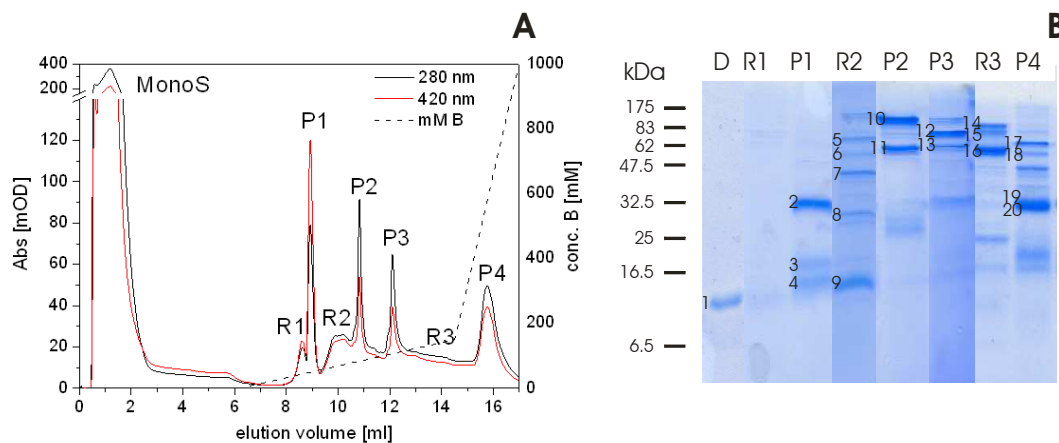 A
MonoS
280 nm
420 nm
mM B
P1
P2
P3
P4
R1
R2
R3
Abs [mOD]
400
200
120
100
80
60
40
20
0
conc. B [mM]
1000
800
600
400
200
0
0 2 4 6 8 10 12 14 16
elution volume [ml]
B
kDa
D R1 P1 R2 P2 P3 R3 P4
175
83
62
47.5
32.5
25
16.5
6.5
1
2
3
4
5
6
7
8
9
10
11
12
13
14
15
16
17
18
19
20